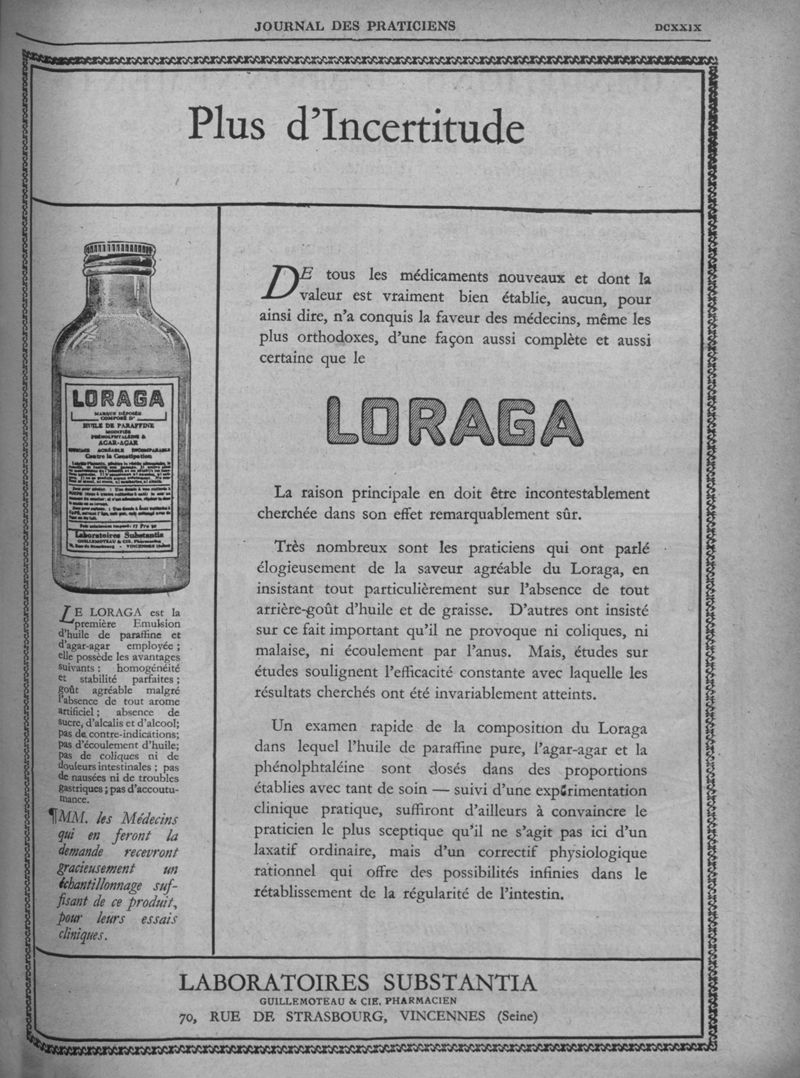 JOURNAL DES PRATICIENS
DCXXIX
Plus d'Incertitude
LORAGA
MARQUE DÉPOSÉE
COMPOSÉ D'
HUILE DE PARAFFINE
MODIFIÉE
PHÉNOLPHTALÉINE &
AGAR-AGAR
Contre la Constipation
Laboratoires Substantia
GUILLEMOTEAU & CIE, Pharmacien
LE LORAGA est la
première Emulsion
d'huile de paraffine et
d'agar-agar employée ;
elle possède les avantages
suivants : homogénéité
et stabilité parfaites ;
goût agréable malgré
l'absence de tout arome
artificiel ; absence de
sucre, d'alcalis et d'alcool;
pas de contre-indications;
pas d'écoulement d'huile;
pas de coliques ni de
douleurs intestinales ; pas
de nausées ni de troubles
gastriques ; pas d'accoutu-
mance.
¶MM. les Médecins
qui en feront la
demande recevront
gracieusement un
échantillonnage suf-
fisant de ce produit,
pour leurs essais
cliniques.
DE tous les médicaments nouveaux et dont la
valeur est vraiment bien établie, aucun, pour
ainsi dire, n'a conquis la faveur des médecins, même les
plus orthodoxes, d'une façon aussi complète et aussi
certaine que le
LORAGA
La raison principale en doit être incontestablement
cherchée dans son effet remarquablement sûr.
Très nombreux sont les praticiens qui ont parlé
élogieusement de la saveur agréable du Loraga, en
insistant tout particulièrement sur l'absence de tout
arrière-goût d'huile et de graisse. D'autres ont insisté
sur ce fait important qu'il ne provoque ni coliques, ni
malaise, ni écoulement par l'anus. Mais, études sur
études soulignent l'efficacité constante avec laquelle les
résultats cherchés ont été invariablement atteints.
Un examen rapide de la composition du Loraga
dans lequel l'huile de paraffine pure, l'agar-agar et la
phénolphtaléine sont dosés dans des proportions
établies avec tant de soin — suivi d'une expérimentation
clinique pratique, suffiront d'ailleurs à convaincre le
praticien le plus sceptique qu'il ne s'agit pas ici d'un
laxatif ordinaire, mais d'un correctif physiologique
rationnel qui offre des possibilités infinies dans le
rétablissement de la régularité de l'intestin.
LABORATOIRES SUBSTANTIA
GUILLEMOTEAU & CIE, PHARMACIEN
70, RUE DE STRASBOURG, VINCENNES (Seine)